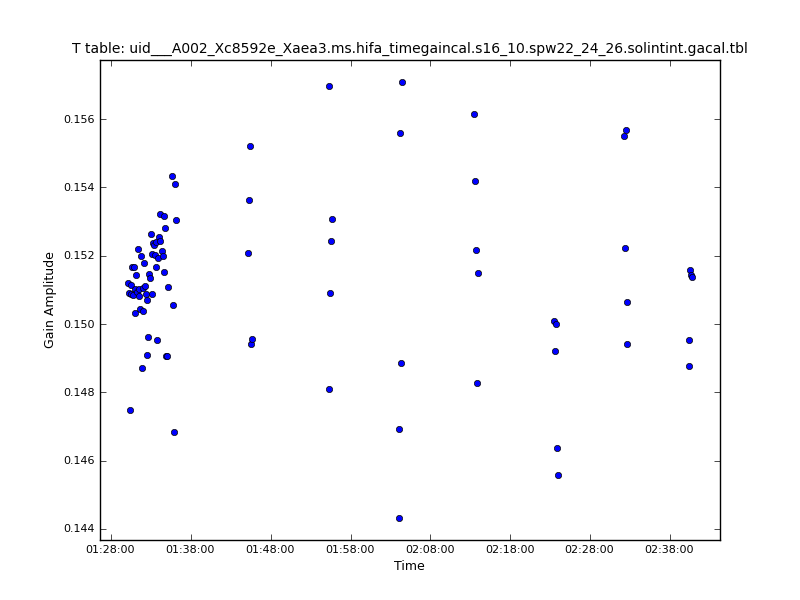 T table: uid___A002_Xc8592e_Xaea3.ms.hifa_timegaincal.s16_10.spw22_24_26.solintint.gacal.tbl
0.156
0.154
0.152
0.150
0.148
0.146
0.144
Gain Amplitude
01:28:00 01:38:00 01:48:00 01:58:00 02:08:00 02:18:00 02:28:00 02:38:00
Time